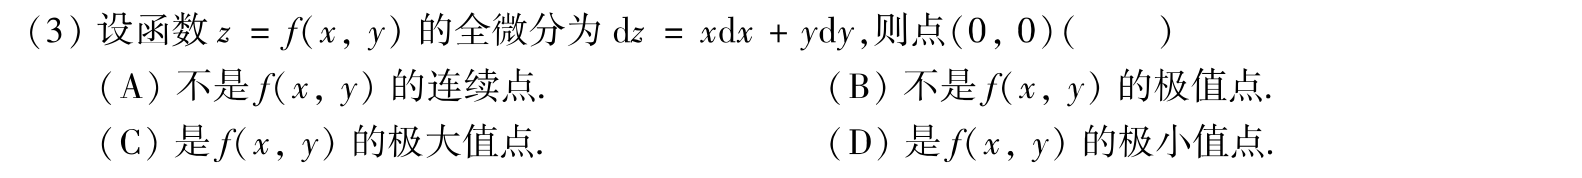 (3) 设函数 z = f(x, y) 的全微分为 dz = xdx + ydy,则点(0, 0)(　　)
(A) 不是f(x, y) 的连续点.　　(B) 不是f(x, y) 的极值点.
(C) 是f(x, y) 的极大值点.　　(D) 是f(x, y) 的极小值点.